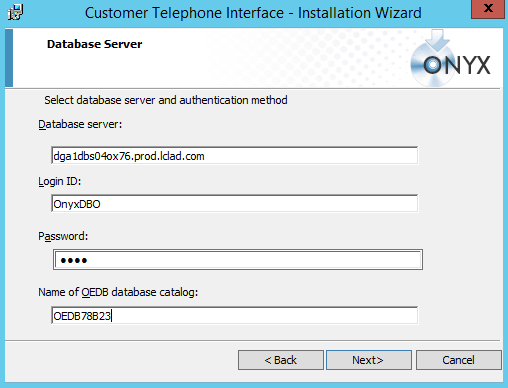 Customer Telephone Interface - Installation Wizard
X
Database Server
ONYX
Select database server and authentication method
Database server:
dga1dbs04ox76.prod.lclad.com
Login ID:
OnyxDBO
Password:
●●●●
Name of OEDB database catalog:
OEDB78B23
< Back
Next>
Cancel